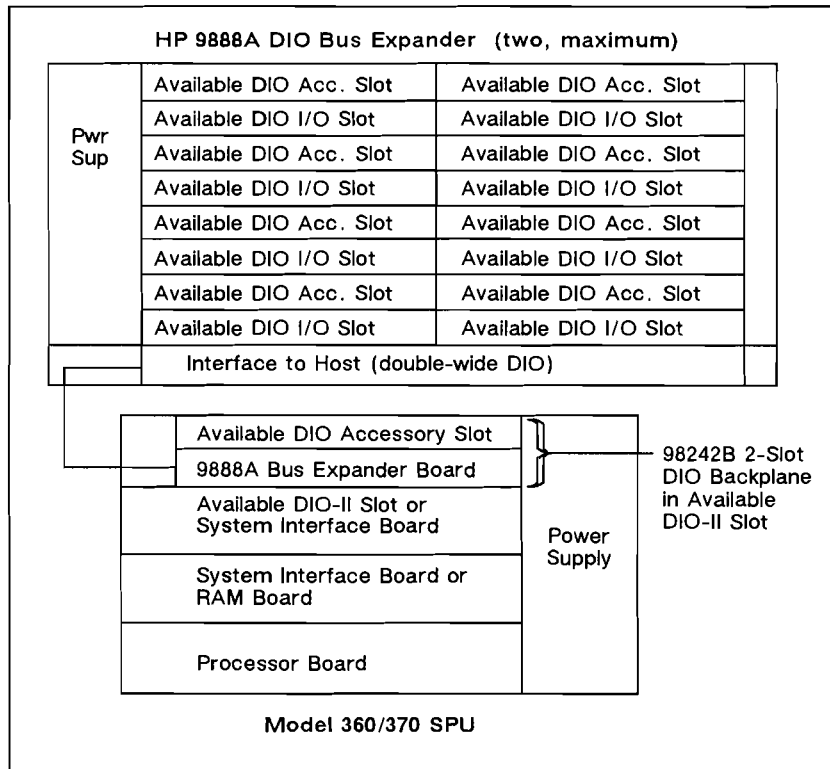 HP 9888A DIO Bus Expander (two, maximum)
Pwr
Sup
Available DIO Acc. Slot
Available DIO Acc. Slot
Available DIO I/O Slot
Available DIO I/O Slot
Available DIO Acc. Slot
Available DIO Acc. Slot
Available DIO I/O Slot
Available DIO I/O Slot
Available DIO Acc. Slot
Available DIO Acc. Slot
Available DIO I/O Slot
Available DIO I/O Slot
Available DIO Acc. Slot
Available DIO Acc. Slot
Available DIO I/O Slot
Available DIO I/O Slot
Interface to Host (double-wide DIO)
Available DIO Accessory Slot
9888A Bus Expander Board
98242B 2-Slot
DIO Backplane
in Available
DIO-II Slot
Available DIO-II Slot or
System Interface Board
Power
Supply
System Interface Board or
RAM Board
Processor Board
Model 360/370 SPU